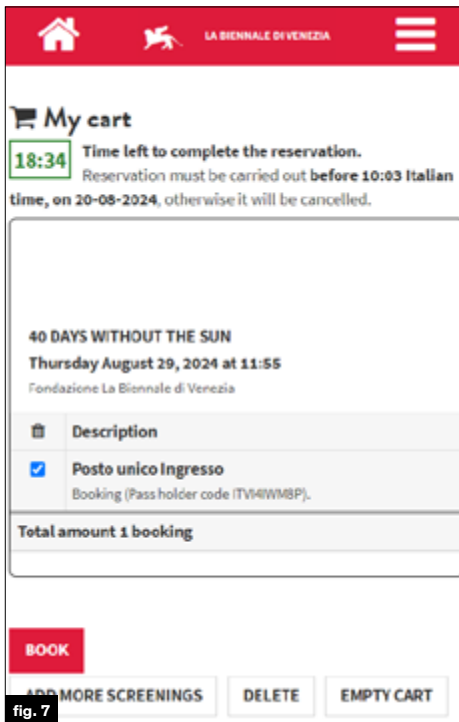 LA BIENNALE DI VENEZIA
My cart
18:34
Time left to complete the reservation.
Reservation must be carried out before 10:03 Italian
time, on 20-08-2024, otherwise it will be cancelled.
40 DAYS WITHOUT THE SUN
Thursday August 29, 2024 at 11:55
Fondazione La Biennale di Venezia
Description
Posto unico Ingresso
Booking (Pass holder code
Total amount 1 booking
BOOK
ADD MORE SCREENINGS DELETE EMPTY CART
fig. 7